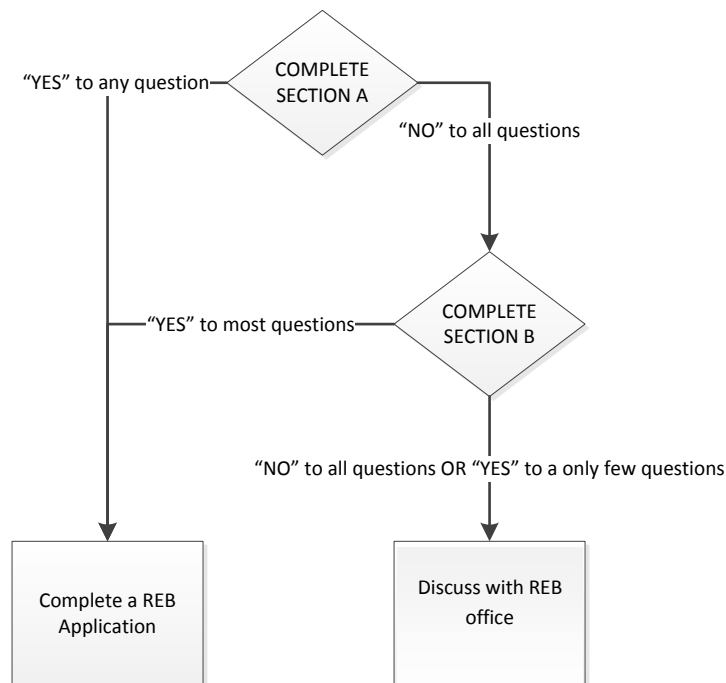 “YES” to any question
COMPLETE
SECTION A
“NO” to all questions
“YES” to most questions
COMPLETE
SECTION B
“NO” to all questions OR “YES” to a only few questions
Complete a REB
Application
Discuss with REB
office